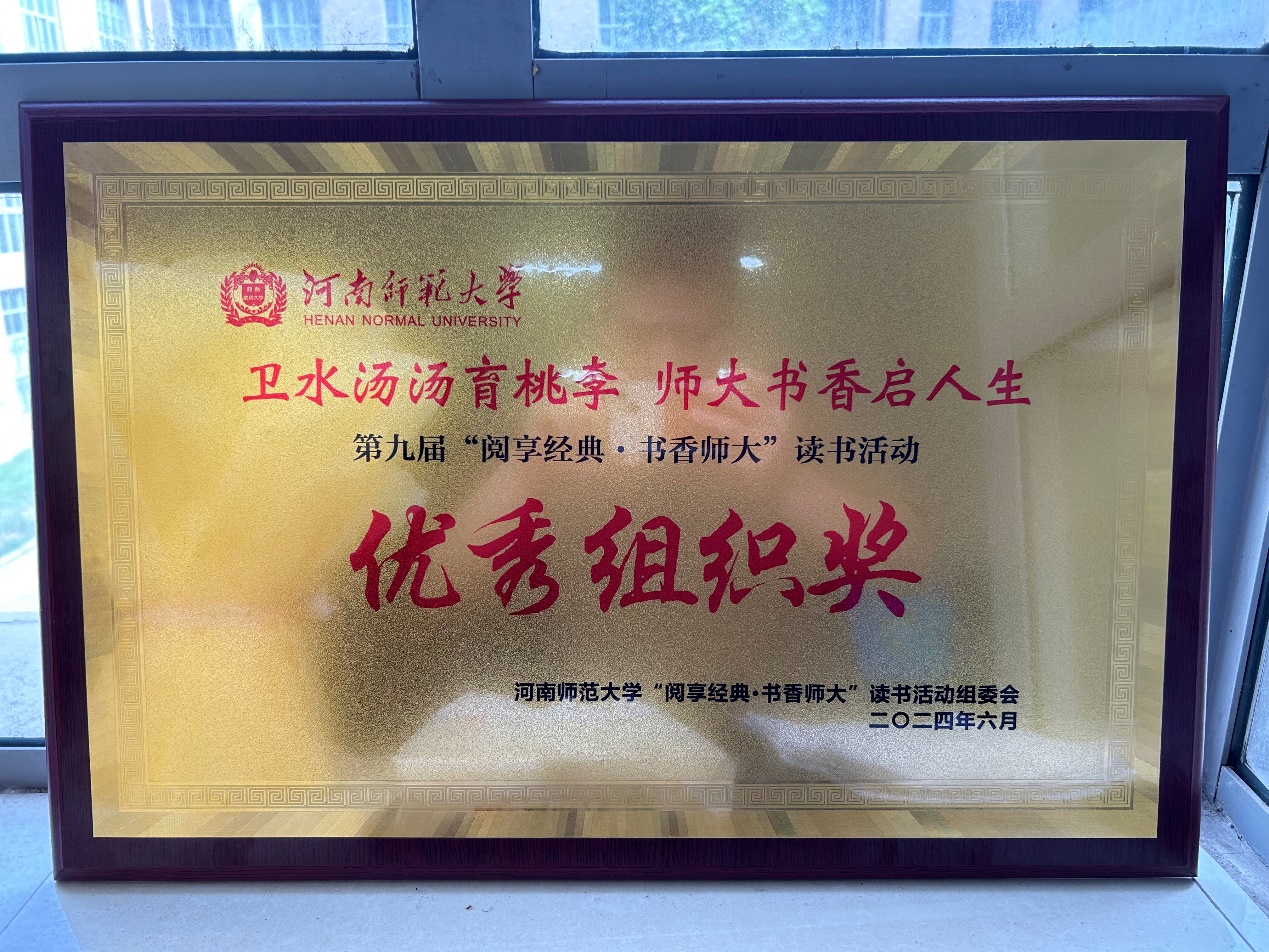 河南师範大学
HENAN NORMAL UNIVERSITY
卫水汤汤育桃李 师大书香启人生
第九届“阅享经典·书香师大”读书活动
优秀组织奖
河南师范大学“阅享经典·书香师大”读书活动组委会
二〇二四年六月